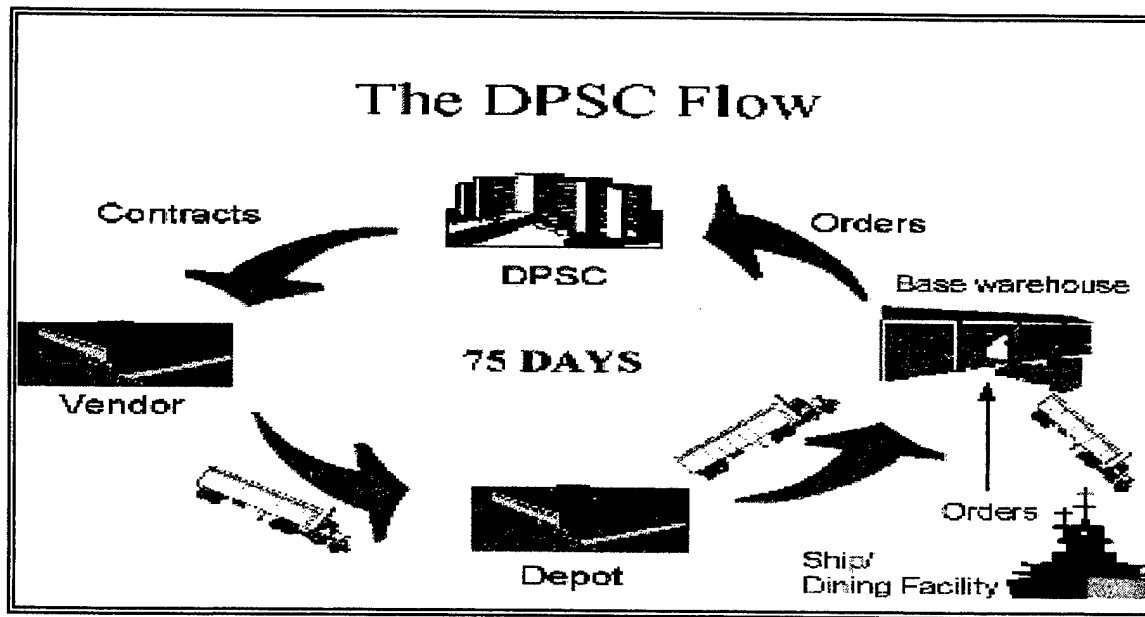 The DPSC Flow
Contracts
Orders
DPSC
Base warehouse
75 DAYS
Vendor
Orders
Depot
Ship/
Dining Facility